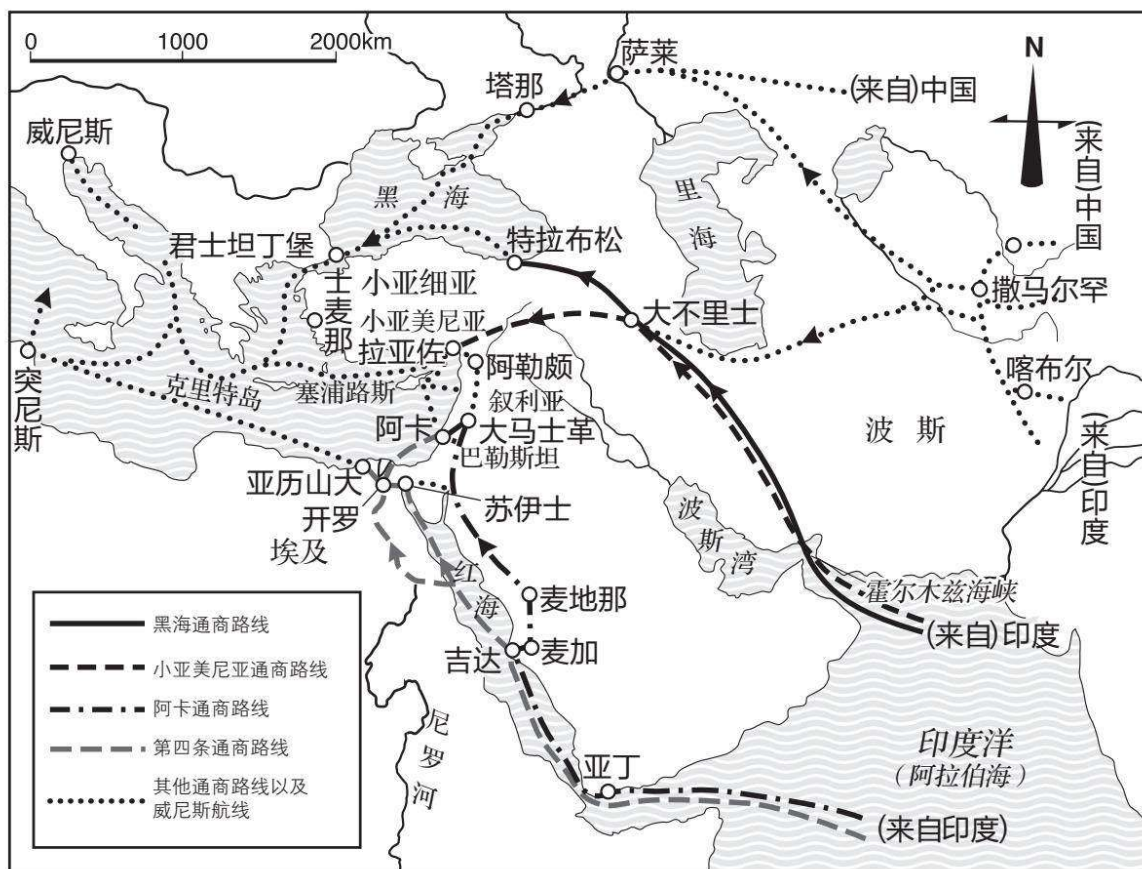 0
1000
2000km
N
萨莱
(来自)中国
塔那
威尼斯
(来自)中国
黑海
里海
君士坦丁堡
特拉布松
士麦那
小亚细亚
撒马尔罕
小亚美尼亚
大不里士
拉亚佐
阿勒颇
喀布尔
突尼斯
克里特岛
塞浦路斯
叙利亚
阿卡
大马士革
波斯
巴勒斯坦
(来自)印度
亚历山大
开罗
苏伊士
埃及
波斯湾
红海
霍尔木兹海峡
麦地那
(来自)印度
吉达
麦加
尼罗河
印度洋
(阿拉伯海)
亚丁
(来自印度)
黑海通商路线
小亚美尼亚通商路线
阿卡通商路线
第四条通商路线
其他通商路线以及
威尼斯航线